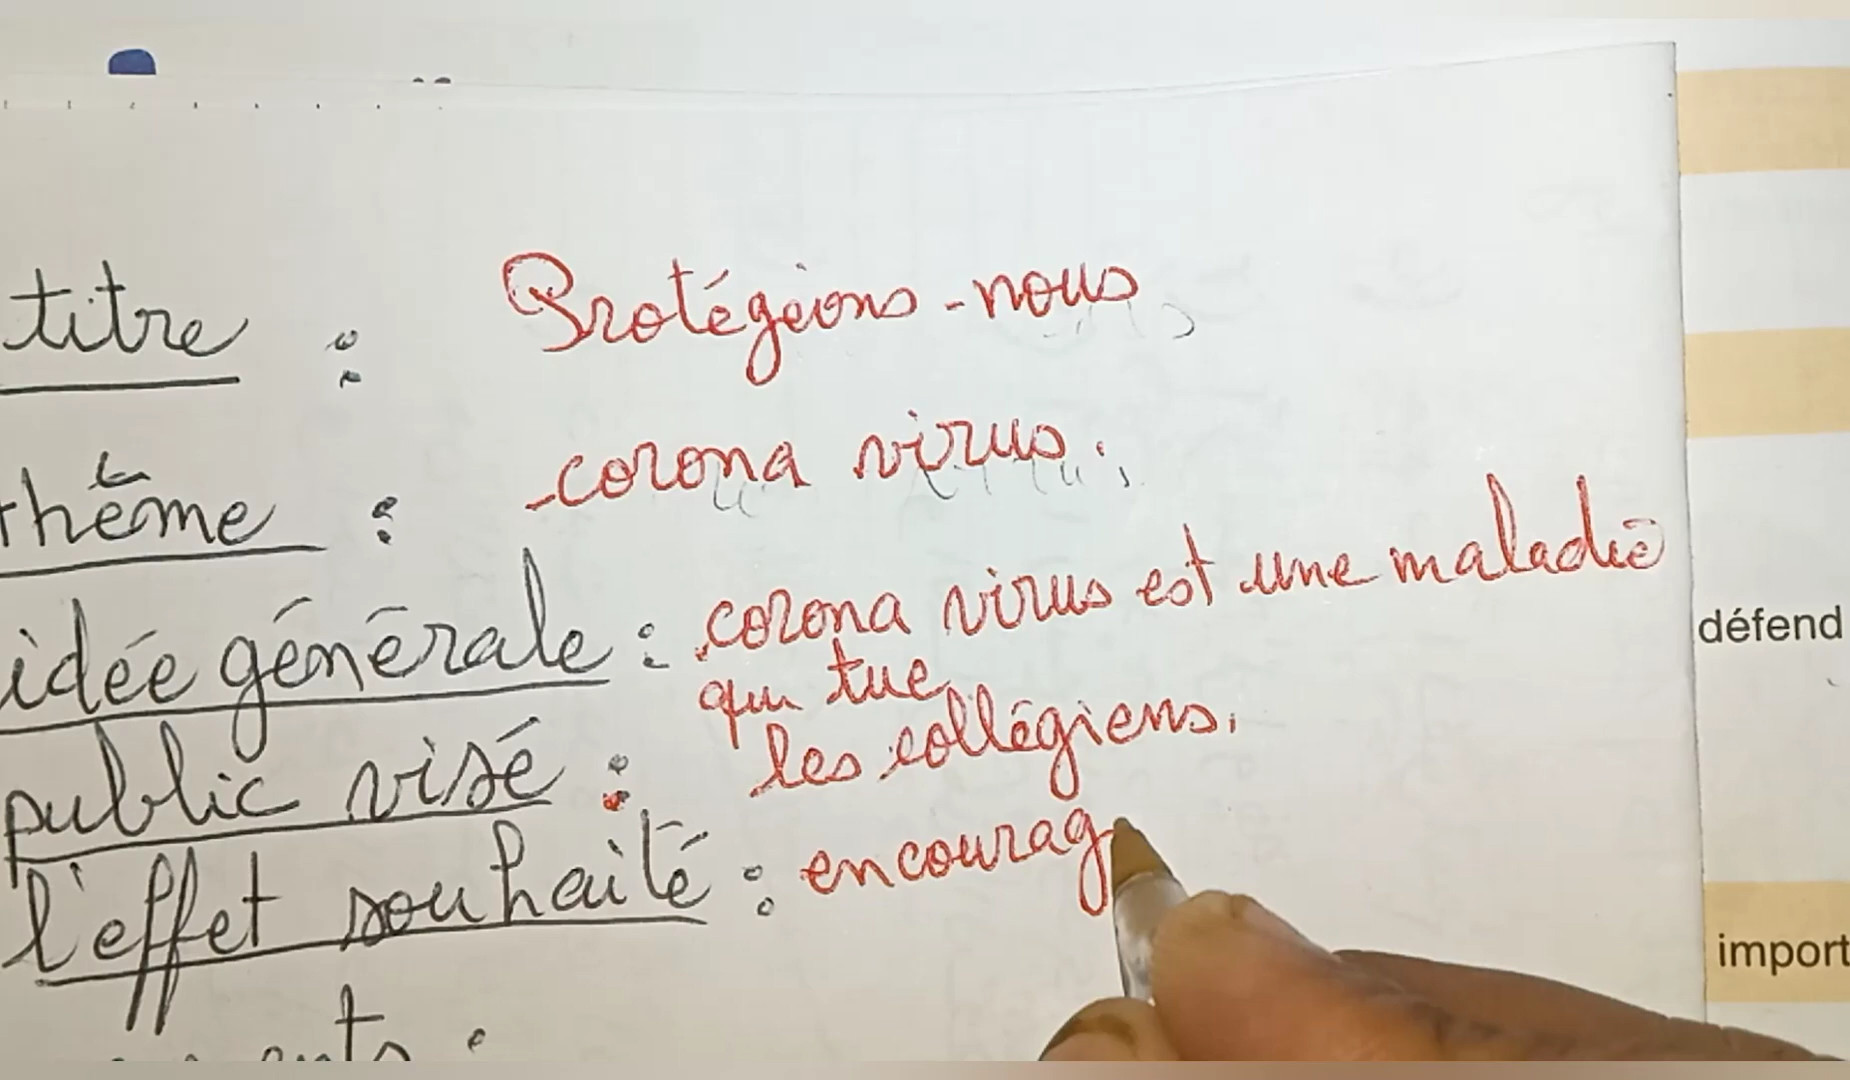 titre : Protégeons-nous
thème : corona virus.
idée générale : corona virus est une maladie
qui tue
public visé : les collégiens.
l'effet souhaité : encourag
défend
import